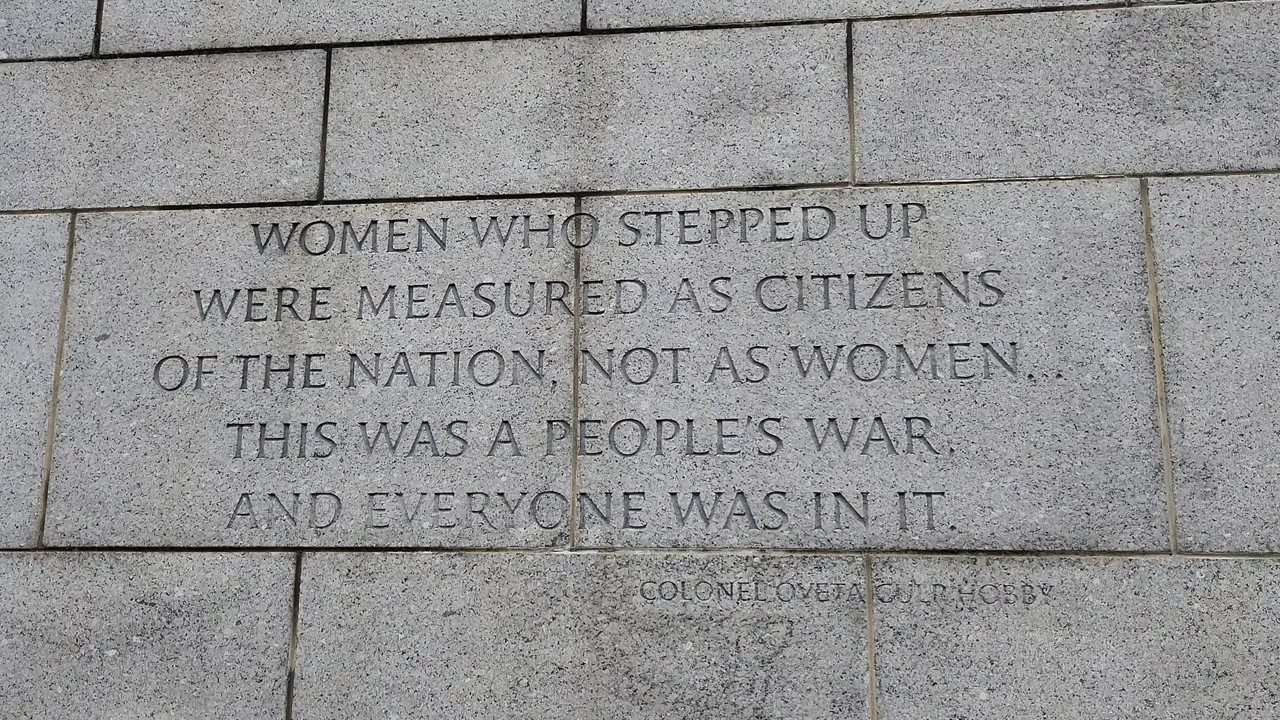 WOMEN WHO STEPPED UP
WERE MEASURED AS CITIZENS
OF THE NATION, NOT AS WOMEN...
THIS WAS A PEOPLE'S WAR,
AND EVERYONE WAS IN IT.
COLONEL OVETA CULP HOBBY